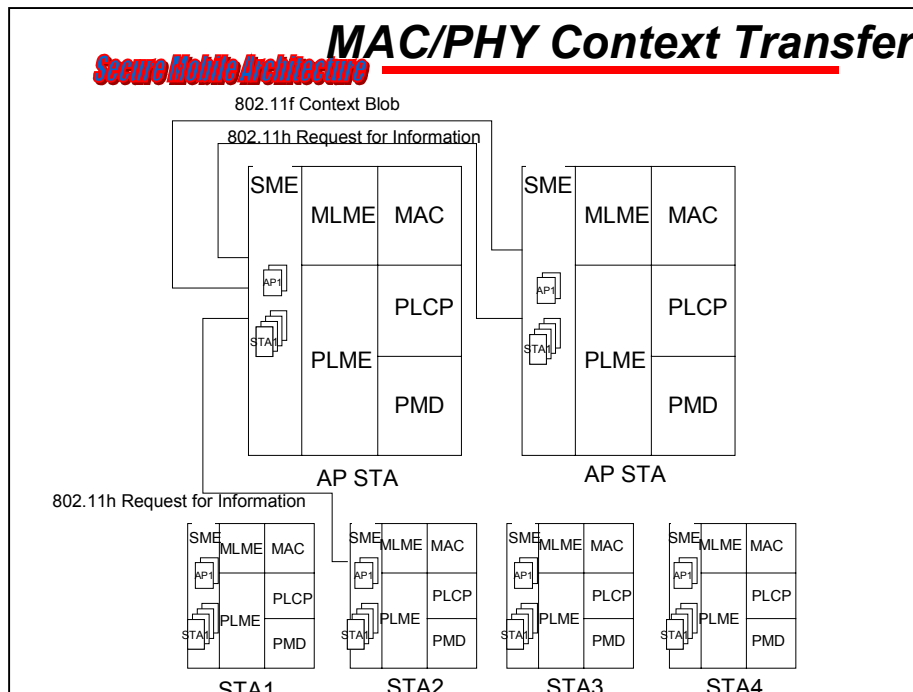 MAC/PHY Context Transfer
Secure Mobile Architecture
802.11f Context Blob
802.11h Request for Information
SME
MLME
MAC
AP1
STA1
PLCP
PLME
PMD
AP STA
SME
MLME
MAC
AP1
STA1
PLCP
PLME
PMD
AP STA
802.11h Request for Information
SME
MLME
MAC
AP1
PLCP
STA1
PLME
PMD
STA1
SME
MLME
MAC
AP1
PLCP
STA1
PLME
PMD
STA2
SME
MLME
MAC
AP1
PLCP
STA1
PLME
PMD
STA3
SME
MLME
MAC
AP1
PLCP
STA1
PLME
PMD
STA4